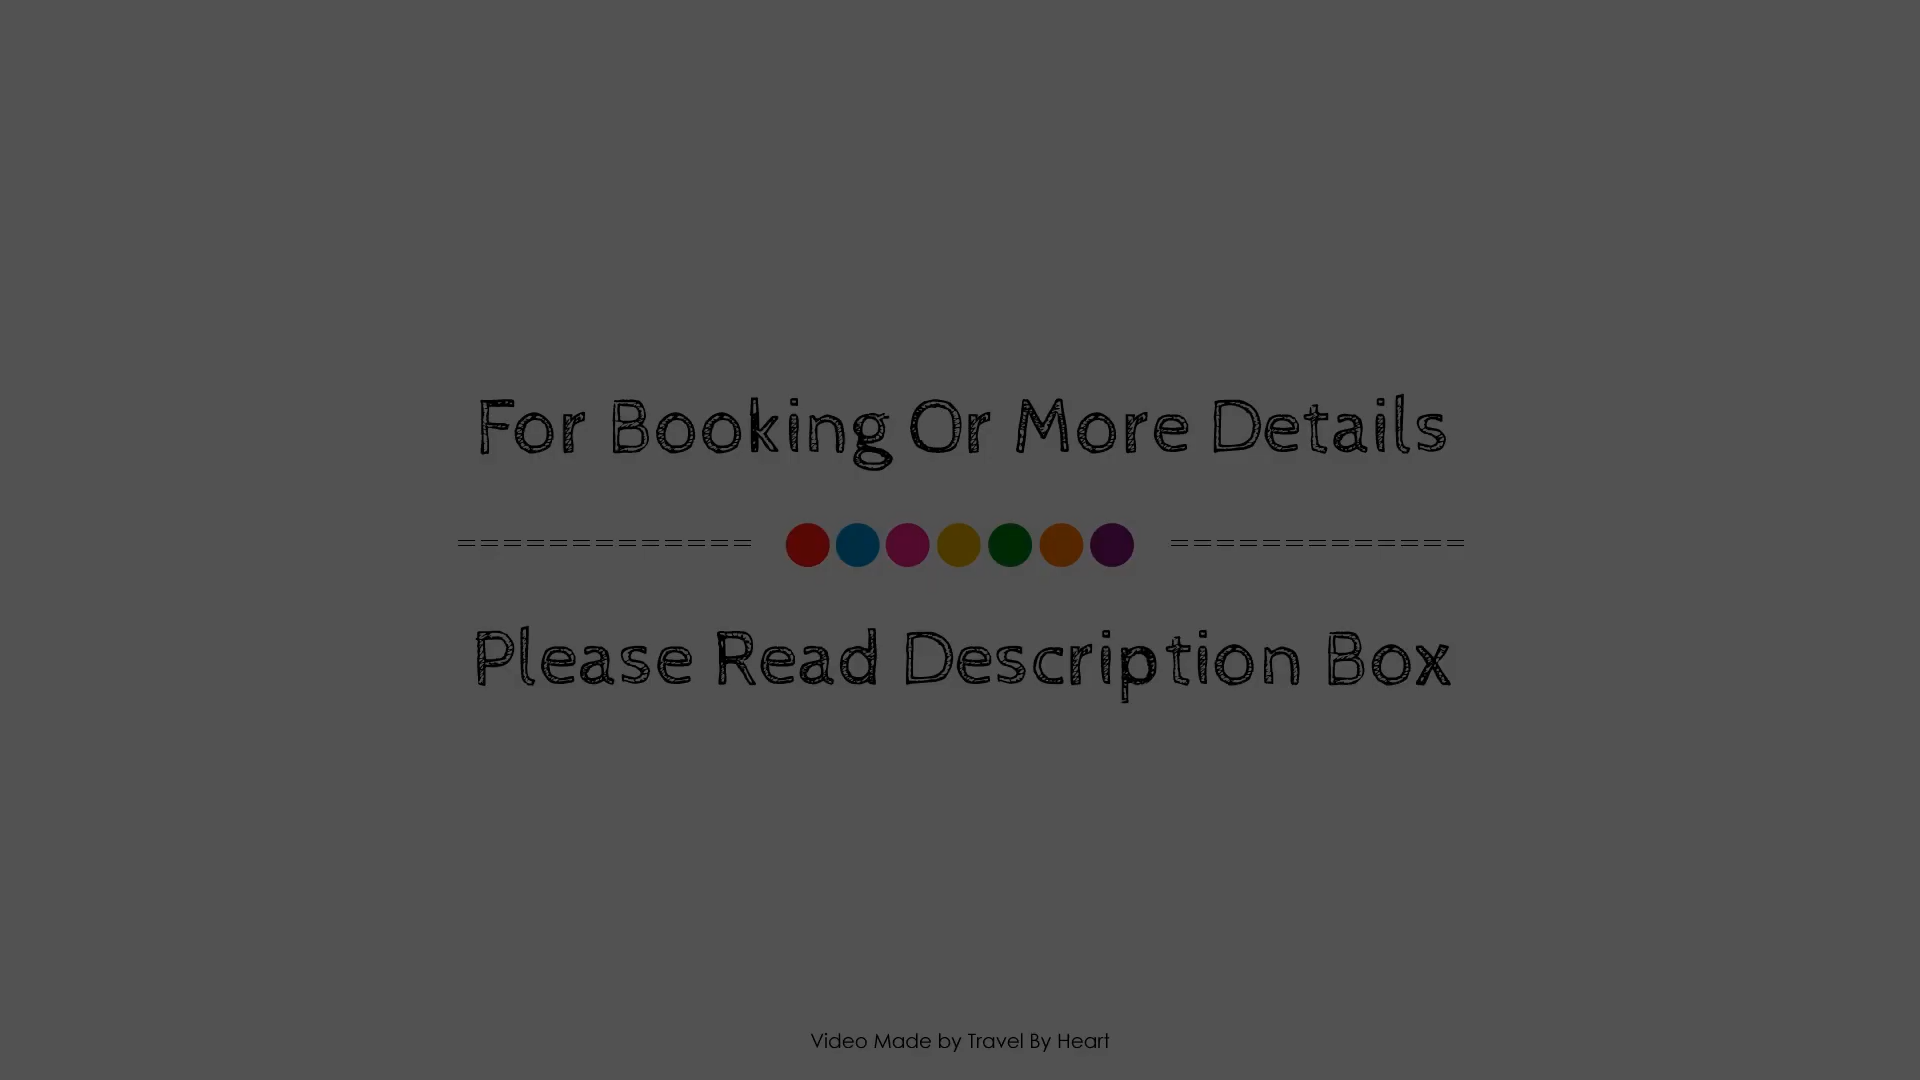 For Booking Or More Details
============= =============
Please Read Description Box
Video Made by Travel By Heart